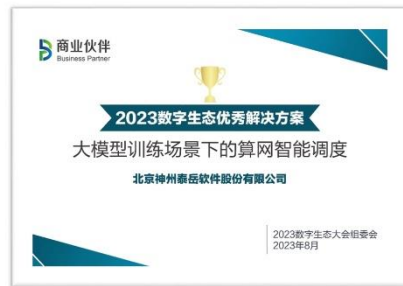 商业伙伴
Business Partner
2023数字生态优秀解决方案
大模型训练场景下的算网智能调度
北京神州泰岳软件股份有限公司
2023数字生态大会组委会
2023年8月